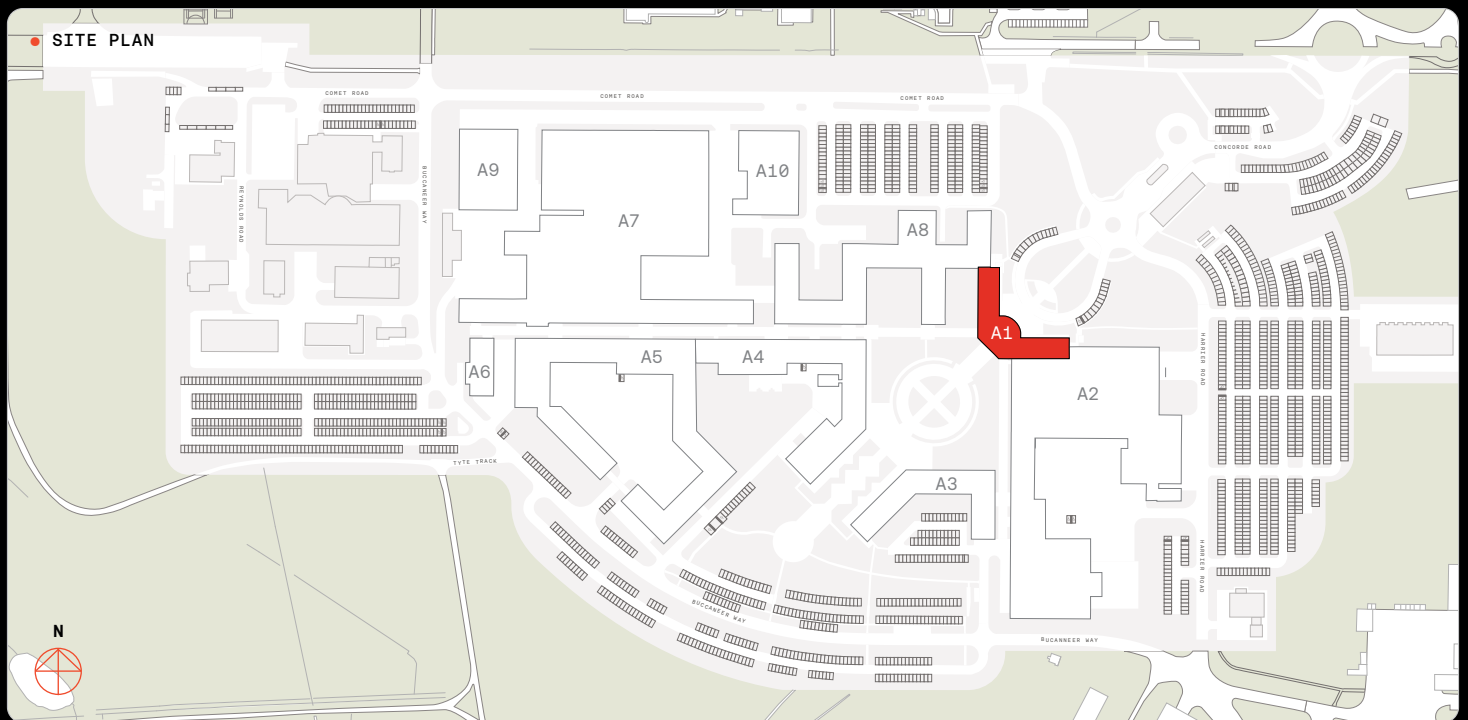 SITE PLAN
COMET ROAD
COMET ROAD
COMET ROAD
CONCORDE ROAD
REYNOLDS ROAD
BUCCANEER WAY
A9
A7
A10
A8
A1
A6
A5
A4
A2
HARRIER ROAD
TYTE TRACK
A3
HARRIER ROAD
BUCCANEER WAY
BUCANNEER WAY
N